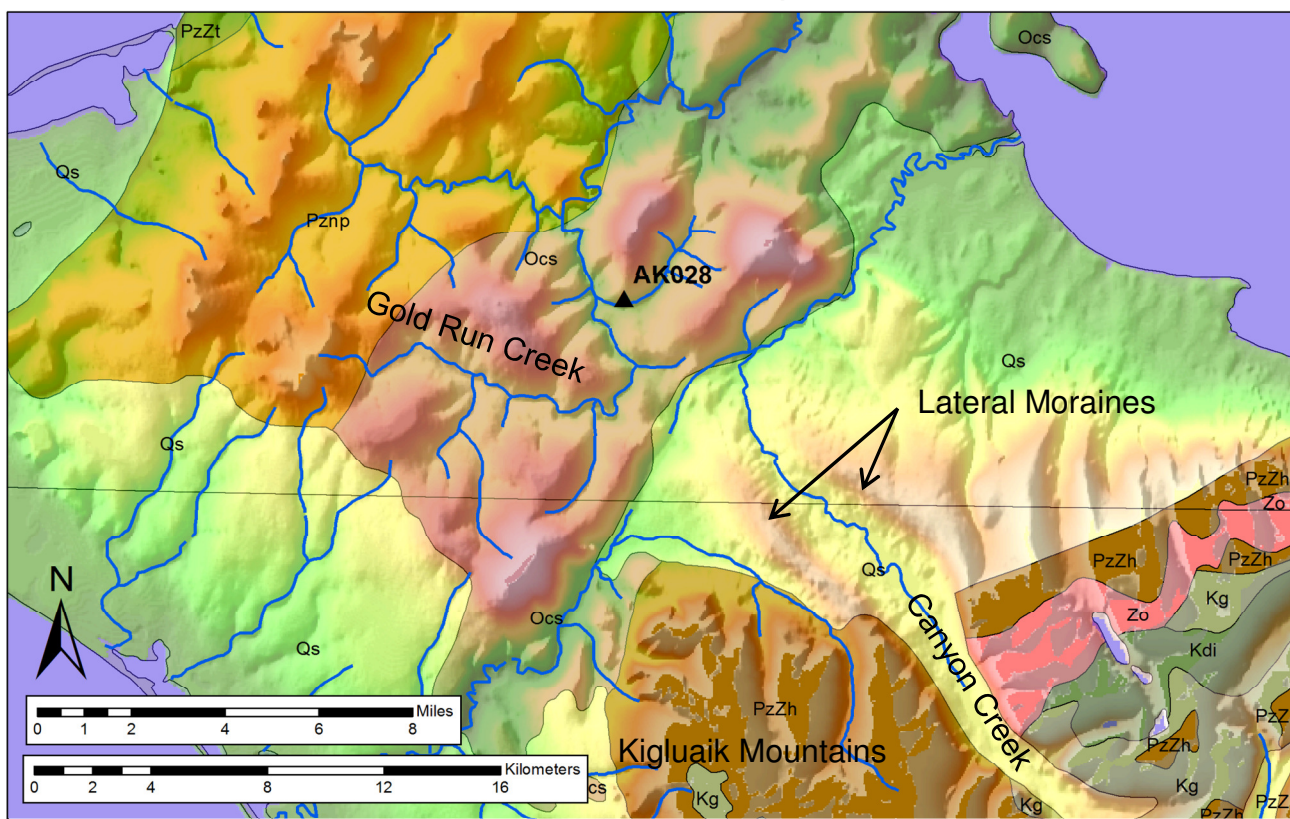 PzZt
Ocs
Qs
Pznp
Ocs
AK028
Gold Run Creek
Qs
Lateral Moraines
Qs
PzZh
Zo
PzZh
PzZh
Qs
Kg
Zo
N
Ocs
Canyon Creek
Kdi
Qs
0 1 2 4 6 8 Miles
PzZh
PzZ
PzZh
Kigluaik Mountains
0 2 4 8 12 16 Kilometers
Ocs
Kg
Kg
Kg
PzZh
PzZ